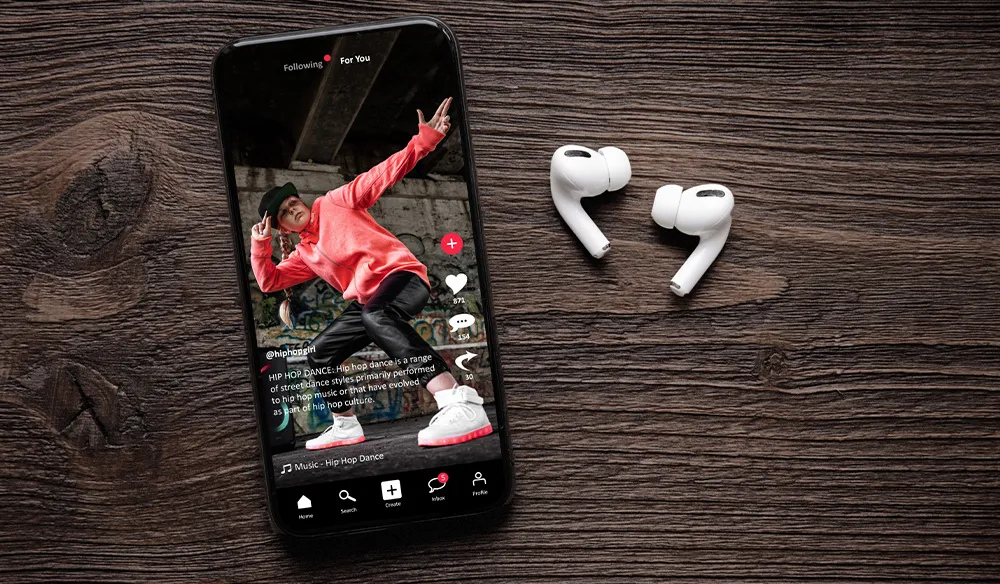 Following For You
871
154
30
@hiphopgirl
HIP HOP DANCE: Hip hop dance is a range
of street dance styles primarily performed
to hip hop music or that have evolved
as part of hip hop culture.
Music - Hip Hop Dance
5
Home Search Create Inbox Profile